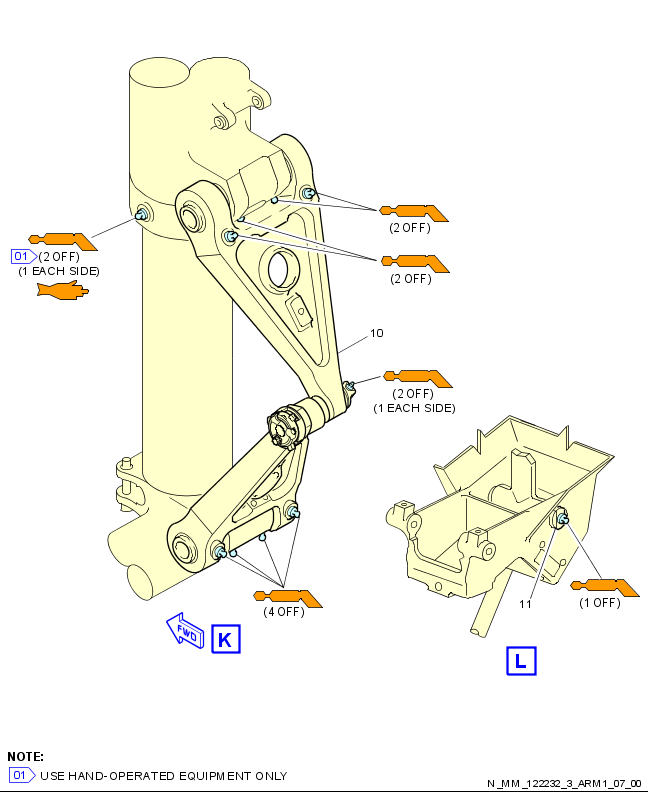 (2 OFF)
01 (2 OFF)
(1 EACH SIDE)
(2 OFF)
10
(2 OFF)
(1 EACH SIDE)
11
(1 OFF)
(4 OFF)
FWD
K
L
NOTE:
01 USE HAND-OPERATED EQUIPMENT ONLY
N_MM_122232_3_ARM1_07_00